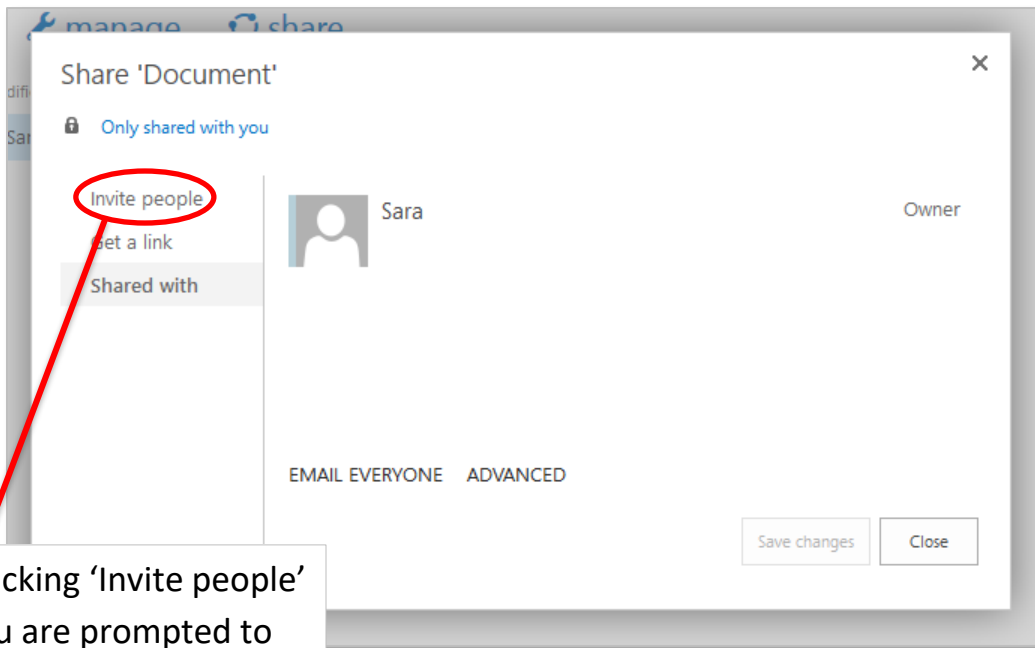 manage share
Share 'Document'
Only shared with you
Invite people
Get a link
Shared with
Sara
Owner
EMAIL EVERYONE ADVANCED
Save changes Close
cking ‘Invite people’
u are prompted to